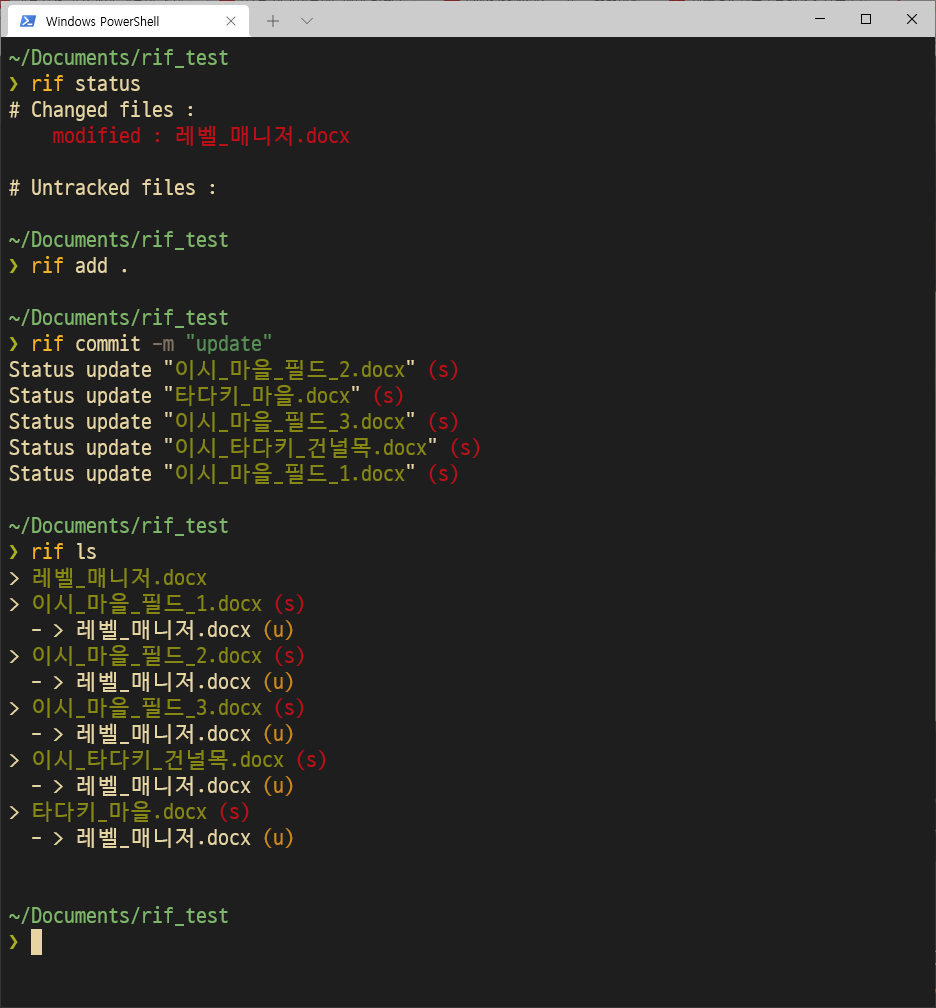 Windows PowerShell
~/Documents/rif_test
❯ rif status
# Changed files :
modified : 레벨_매니저.docx
# Untracked files :
~/Documents/rif_test
❯ rif add .
~/Documents/rif_test
❯ rif commit -m "update"
Status update "이시_마을_필드_2.docx" (s)
Status update "타다키_마을.docx" (s)
Status update "이시_마을_필드_3.docx" (s)
Status update "이시_타다키_건널목.docx" (s)
Status update "이시_마을_필드_1.docx" (s)
~/Documents/rif_test
❯ rif ls
> 레벨_매니저.docx
> 이시_마을_필드_1.docx (s)
- > 레벨_매니저.docx (u)
> 이시_마을_필드_2.docx (s)
- > 레벨_매니저.docx (u)
> 이시_마을_필드_3.docx (s)
- > 레벨_매니저.docx (u)
> 이시_타다키_건널목.docx (s)
- > 레벨_매니저.docx (u)
> 타다키_마을.docx (s)
- > 레벨_매니저.docx (u)
~/Documents/rif_test
❯